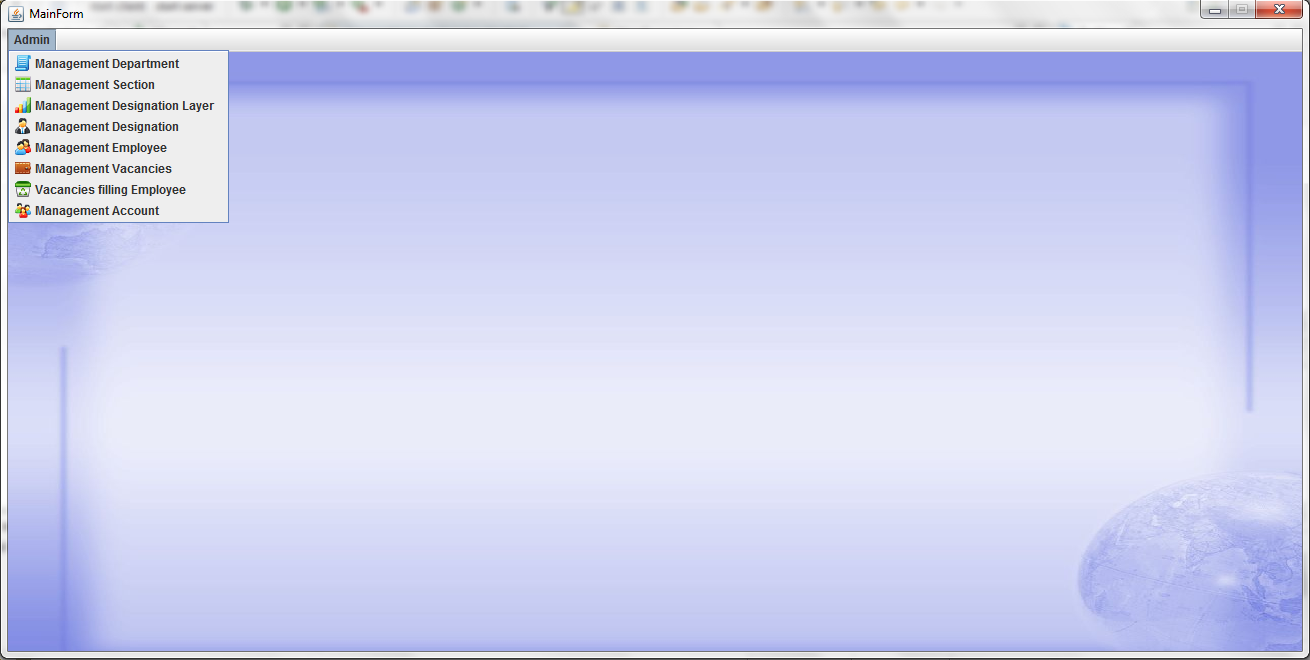 MainForm
Admin
Management Department
Management Section
Management Designation Layer
Management Designation
Management Employee
Management Vacancies
Vacancies filling Employee
Management Account